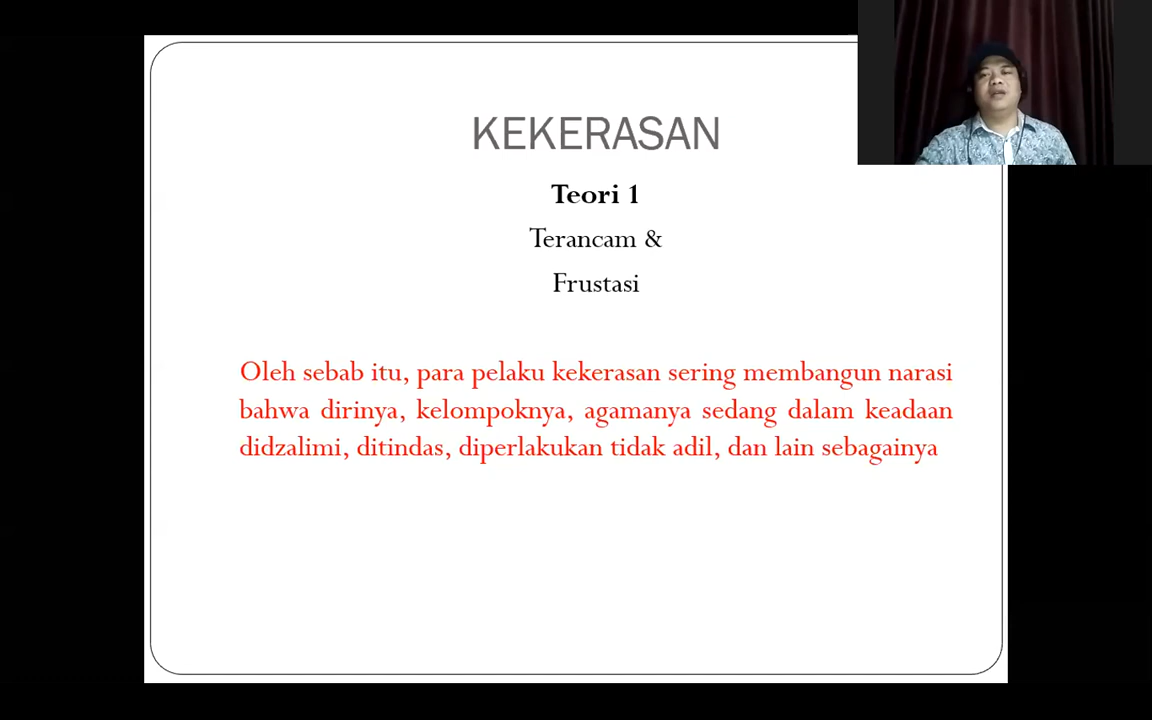 KEKERASAN
Teori 1
Terancam &
Frustasi
Oleh sebab itu, para pelaku kekerasan sering membangun narasi
bahwa dirinya, kelompoknya, agamanya sedang dalam keadaan
didzalimi, ditindas, diperlakukan tidak adil, dan lain sebagainya